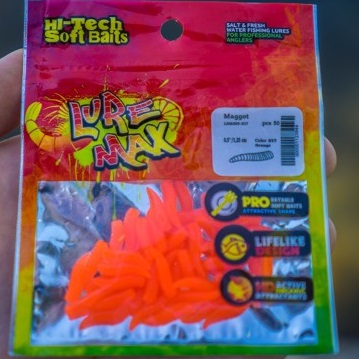 Hi-Tech
Soft Baits
SALT & FRESH
WATER FISHING LURES
FOR PROFESSIONAL
ANGLERS
LURE
MAX
Maggot
pcs 50
Orange
PRO
SOFT BAITS
ATTRACTIVE SHAPE
LIFELIKE
DESIGN
ACTIVE
ATTRACTANTS